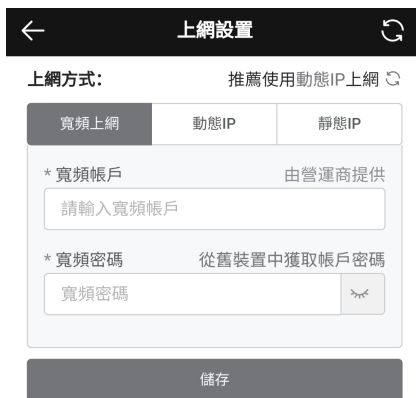 上網設置
上網方式: 推薦使用動態IP上網
寬頻上網 動態IP 靜態IP
* 寬頻帳戶 由營運商提供
請輸入寬頻帳戶
* 寬頻密碼 從舊裝置中獲取帳戶密碼
寬頻密碼
儲存